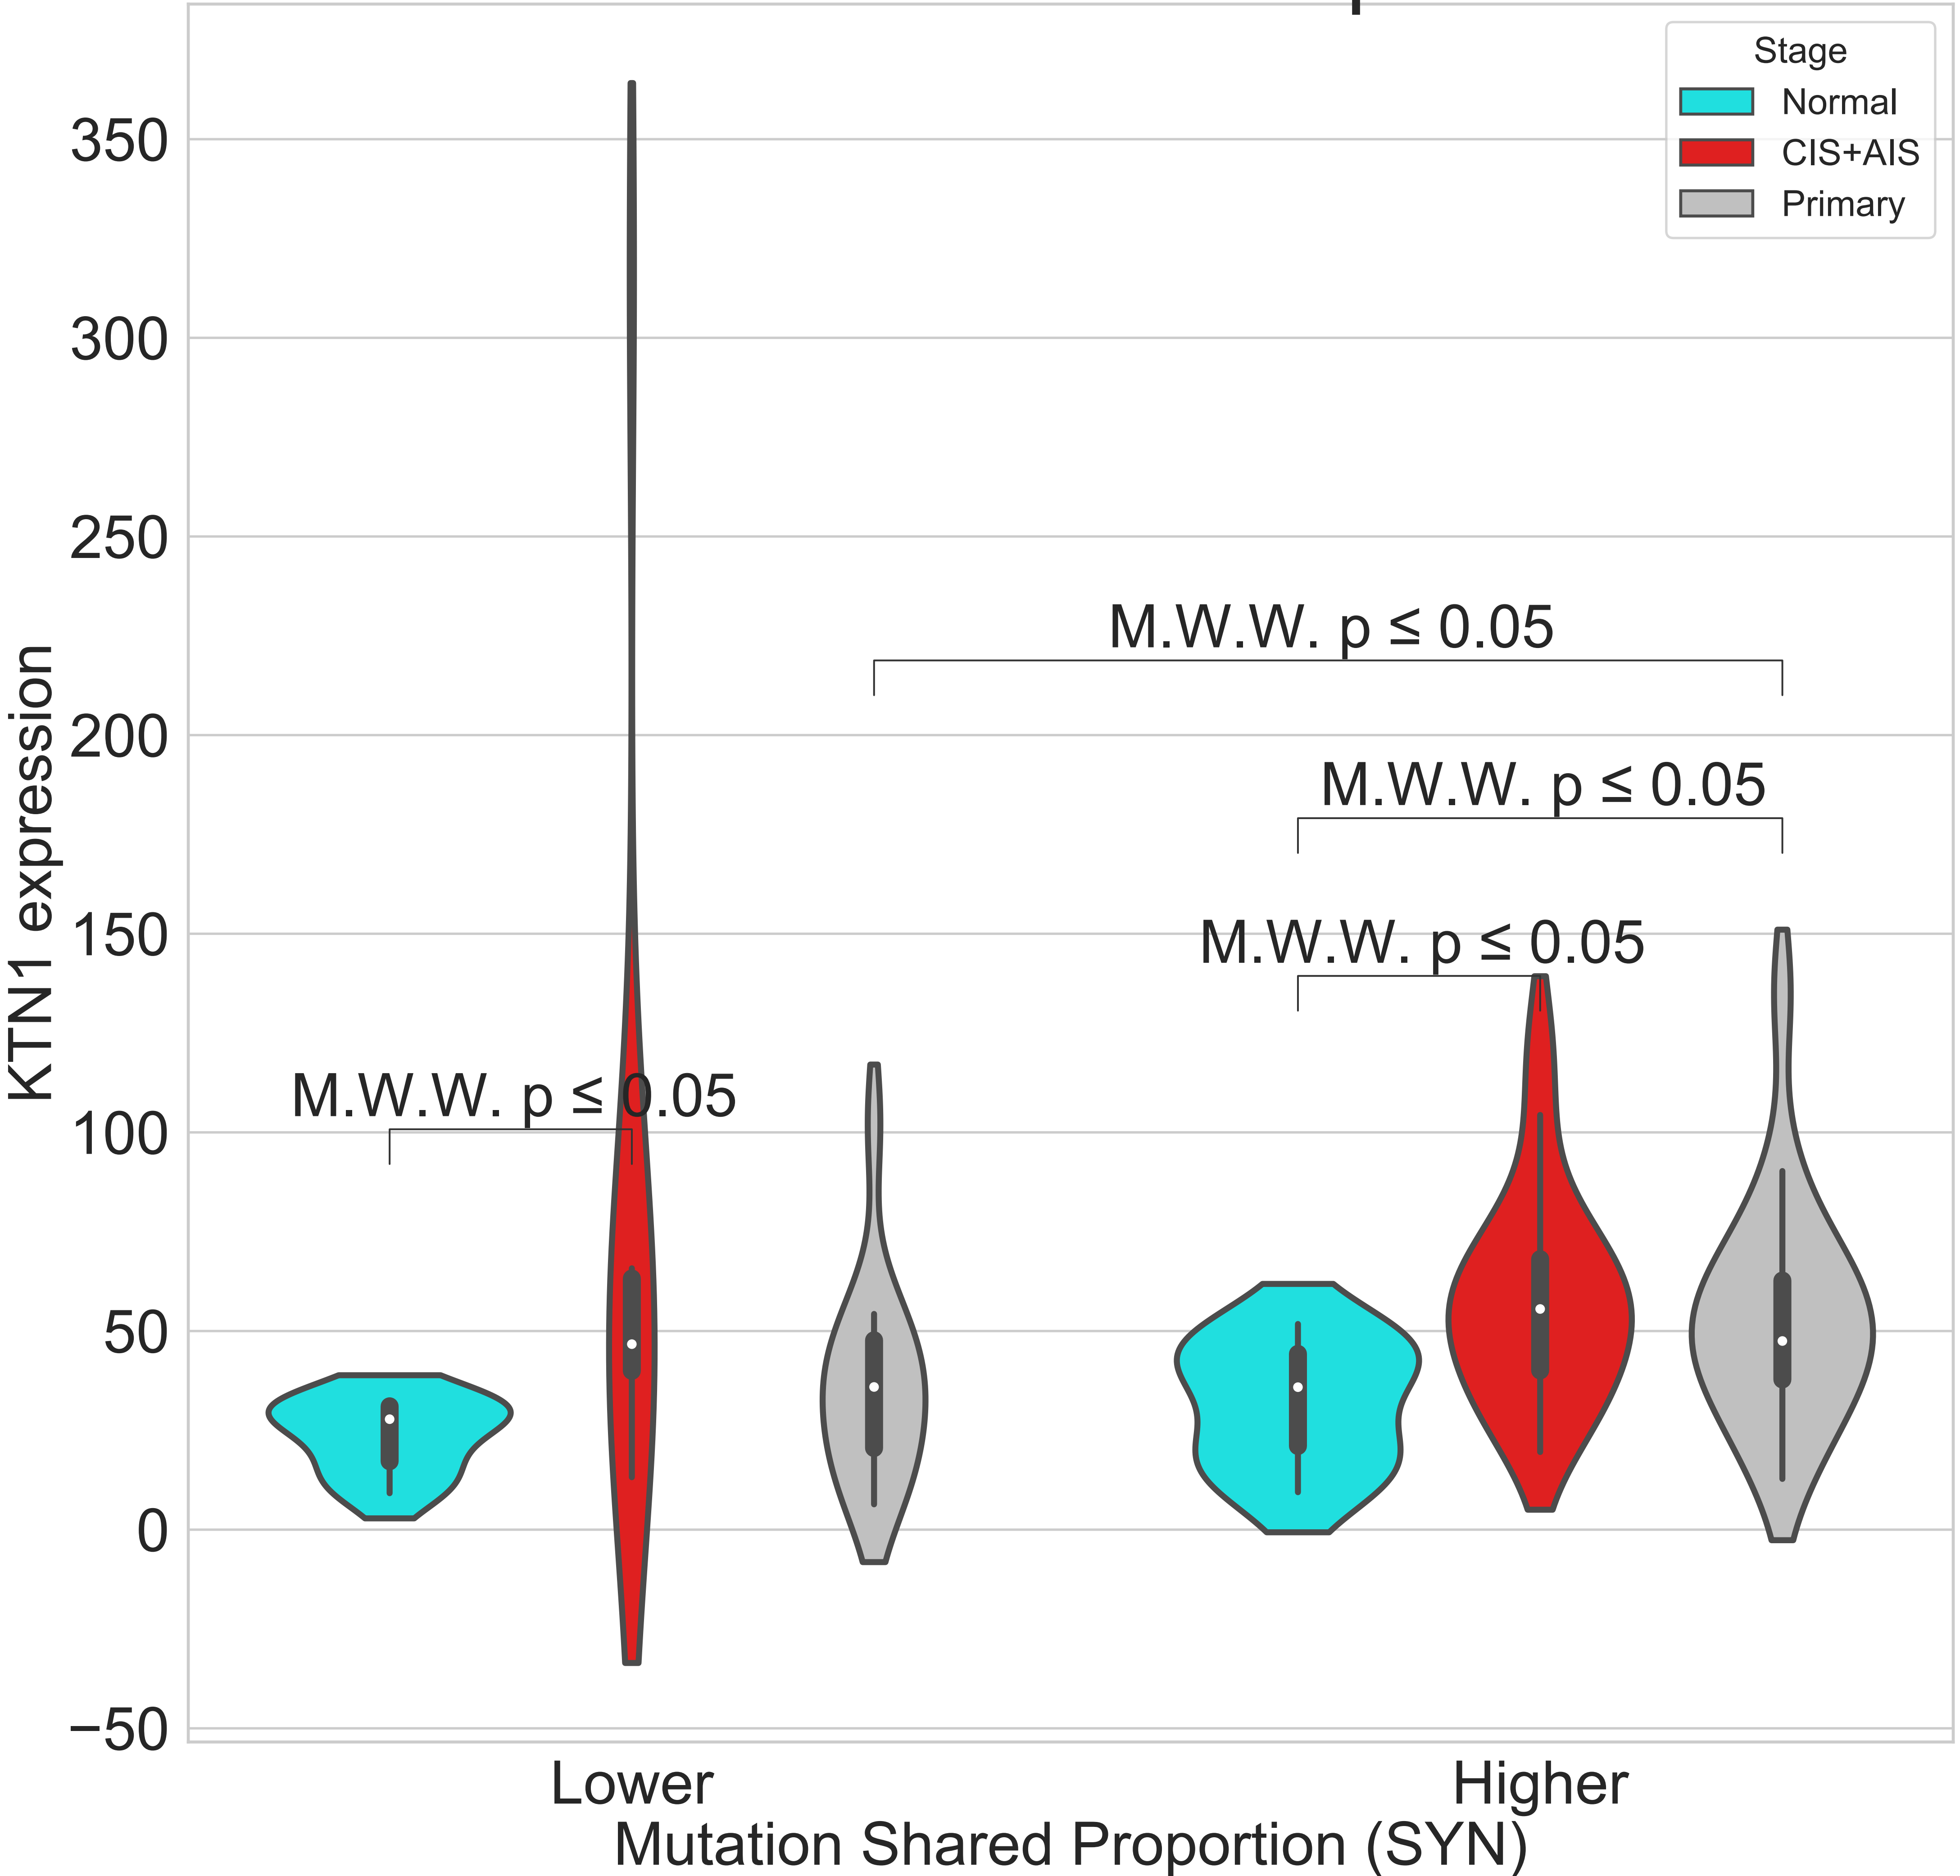 Stage
Normal
CIS+AIS
Primary
350
300
250
200
150
100
50
0
−50
KTN1 expression
M.W.W. p ≤ 0.05
M.W.W. p ≤ 0.05
M.W.W. p ≤ 0.05
M.W.W. p ≤ 0.05
Lower
Higher
Mutation Shared Proportion (SYN)